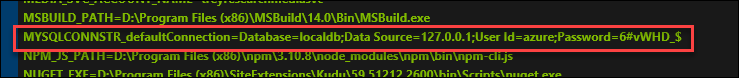 MSBUILD_PATH=D:\Program Files (x86)\MSBuild\14.0\Bin\MSBuild.exe
MYSQLCONNSTR_defaultConnection=Database=localdb;Data Source=127.0.0.1;User Id=azure;Password=6#vWHD_$
NPM_JS_PATH=D:\Program Files (x86)\npm\3.10.8\node_modules\npm\bin\npm-cli.js